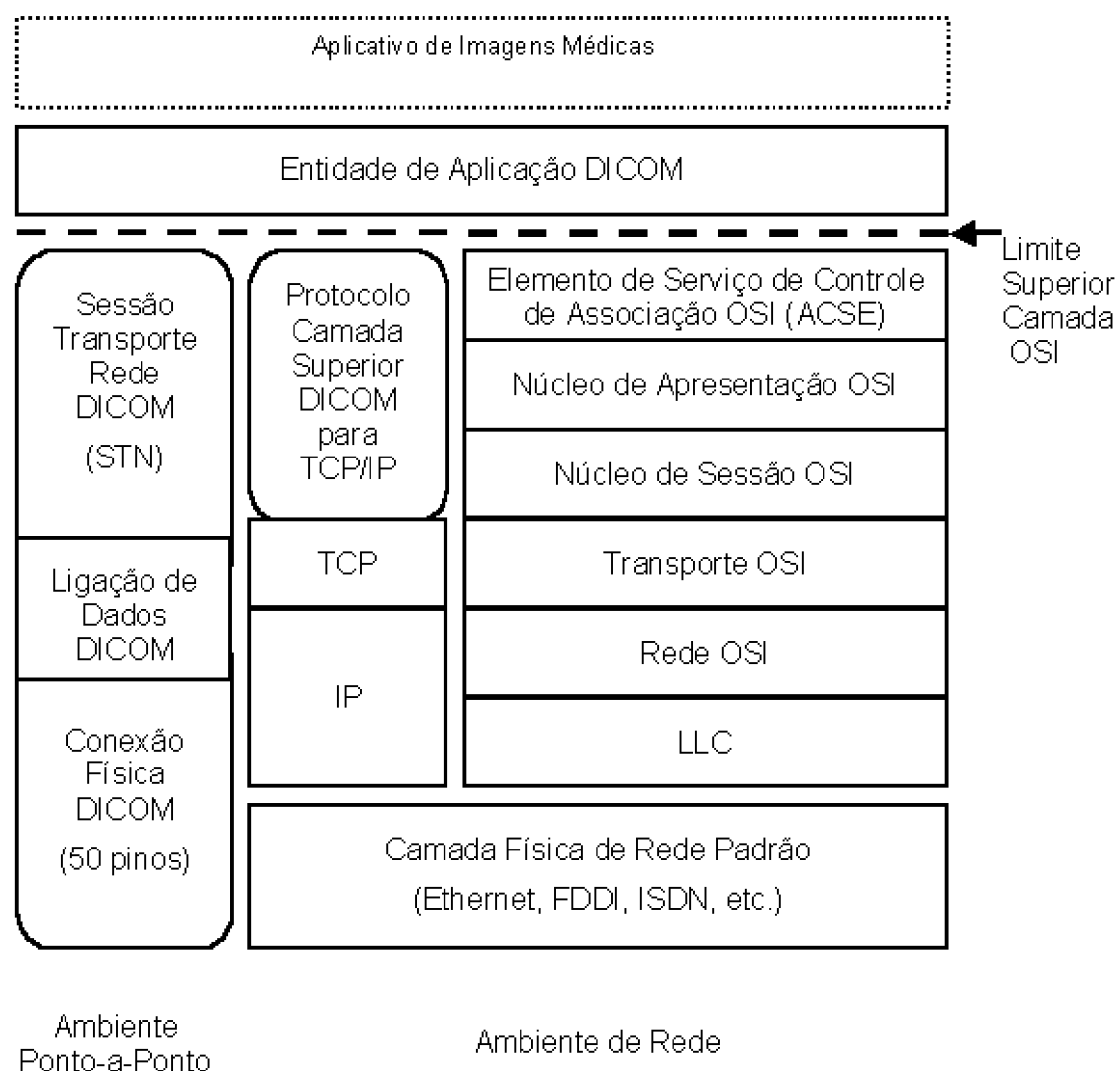 Aplicativo de Imagens Médicas
Entidade de Aplicação DICOM
Limite
Superior
Camada
OSI
Sessão
Transporte
Rede
DICOM
(STN)
Ligação de
Dados
DICOM
Conexão
Física
DICOM
(50 pinos)
Protocolo
Camada
Superior
DICOM
para
TCP/IP
TCP
IP
Elemento de Serviço de Controle
de Associação OSI (ACSE)
Núcleo de Apresentação OSI
Núcleo de Sessão OSI
Transporte OSI
Rede OSI
LLC
Camada Física de Rede Padrão
(Ethernet, FDDI, ISDN, etc.)
Ambiente
Ponto-a-Ponto
Ambiente de Rede